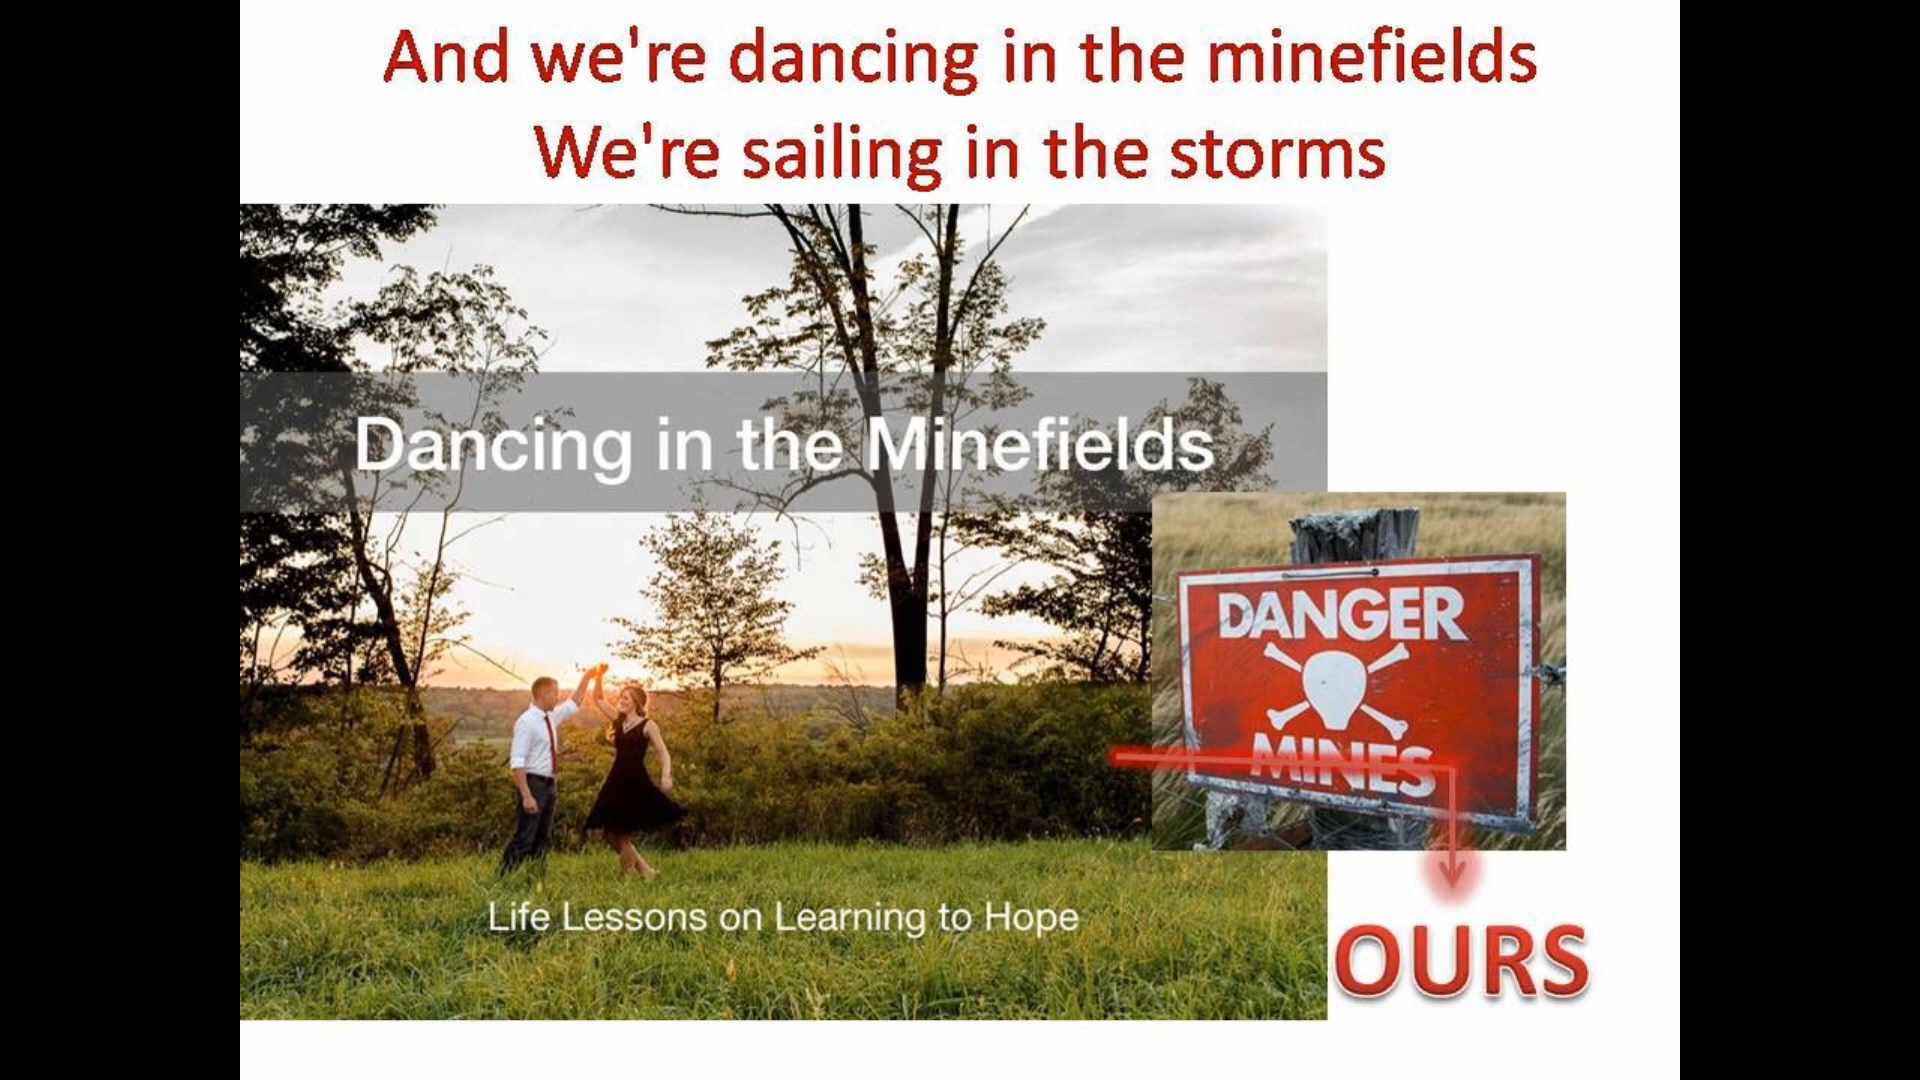 And we're dancing in the minefields
We're sailing in the storms
Dancing in the Minefields
DANGER
MINES
Life Lessons on Learning to Hope
OURS